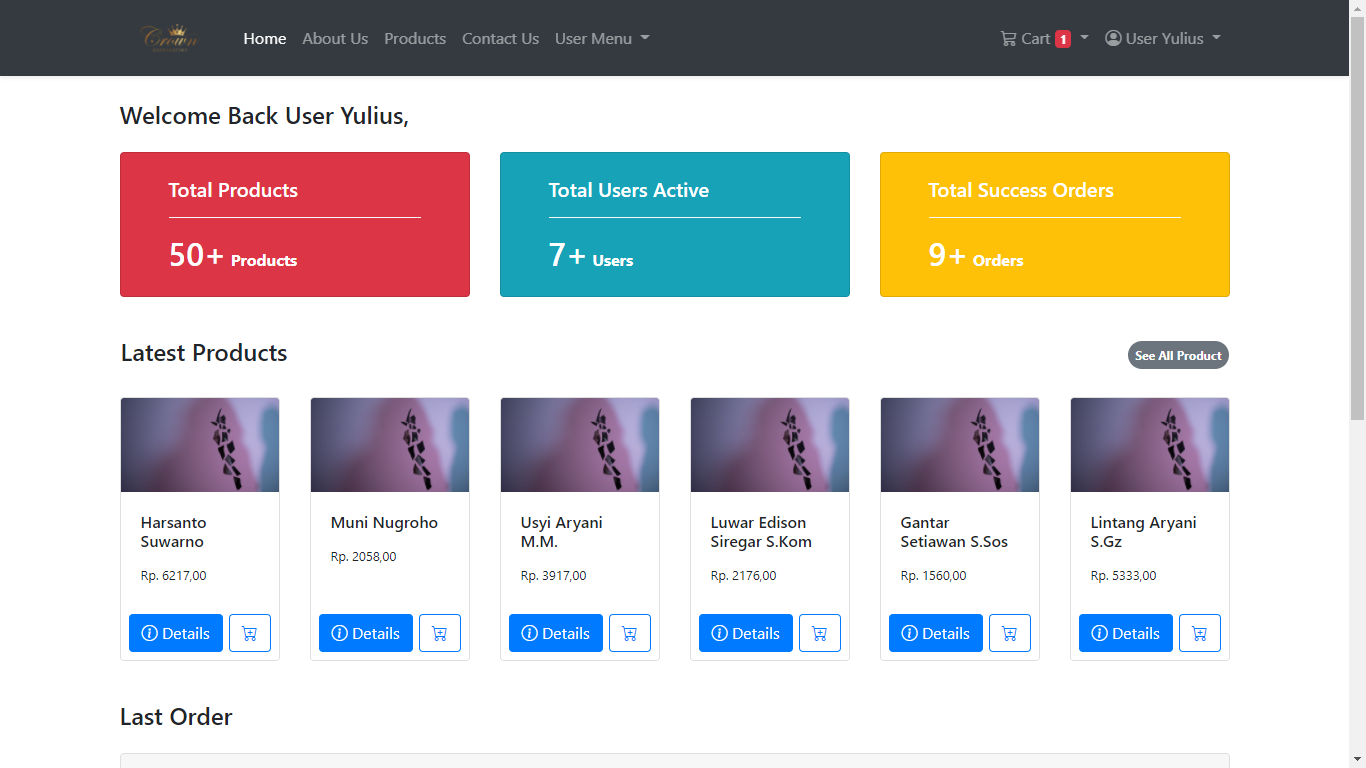 Crown
Home About Us Products Contact Us User Menu
Cart 1 User Yulius
Welcome Back User Yulius,
Total Products
50+ Products
Total Users Active
7+ Users
Total Success Orders
9+ Orders
Latest Products
See All Product
Harsanto
Suwarno
Rp. 6217,00
Details
Muni Nugroho
Rp. 2058,00
Details
Usyi Aryani
M.M.
Rp. 3917,00
Details
Luwar Edison
Siregar S.Kom
Rp. 2176,00
Details
Gantar
Setiawan S.Sos
Rp. 1560,00
Details
Lintang Aryani
S.Gz
Rp. 5333,00
Details
Last Order